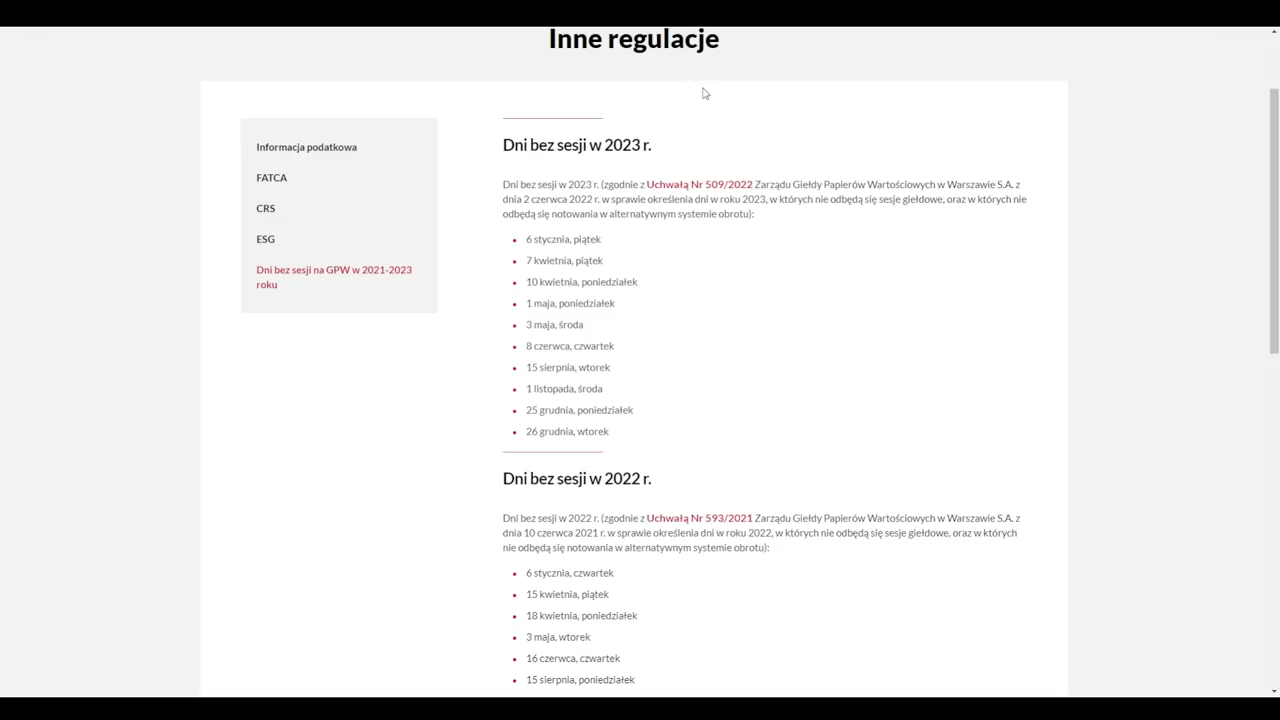 Inne regulacje
Informacja podatkowa
FATCA
CRS
ESG
Dni bez sesji na GPW w 2021-2023
roku
Dni bez sesji w 2023 r.
Dni bez sesji w 2023 r. (zgodnie z Uchwałą Nr 509/2022 Zarządu Giełdy Papierów Wartościowych w Warszawie S.A. z
dnia 2 czerwca 2022 r. w sprawie określenia dni w roku 2023, w których nie odbędą się sesje giełdowe, oraz w których nie
odbędą się notowania w alternatywnym systemie obrotu):
6 stycznia, piątek
7 kwietnia, piątek
10 kwietnia, poniedziałek
1 maja, poniedziałek
3 maja, środa
8 czerwca, czwartek
15 sierpnia, wtorek
1 listopada, środa
25 grudnia, poniedziałek
26 grudnia, wtorek
Dni bez sesji w 2022 r.
Dni bez sesji w 2022 r. (zgodnie z Uchwałą Nr 593/2021 Zarządu Giełdy Papierów Wartościowych w Warszawie S.A. z
dnia 10 czerwca 2021 r. w sprawie określenia dni w roku 2022, w których nie odbędą się sesje giełdowe, oraz w których
nie odbędą się notowania w alternatywnym systemie obrotu):
6 stycznia, czwartek
15 kwietnia, piątek
18 kwietnia, poniedziałek
3 maja, wtorek
16 czerwca, czwartek
15 sierpnia, poniedziałek